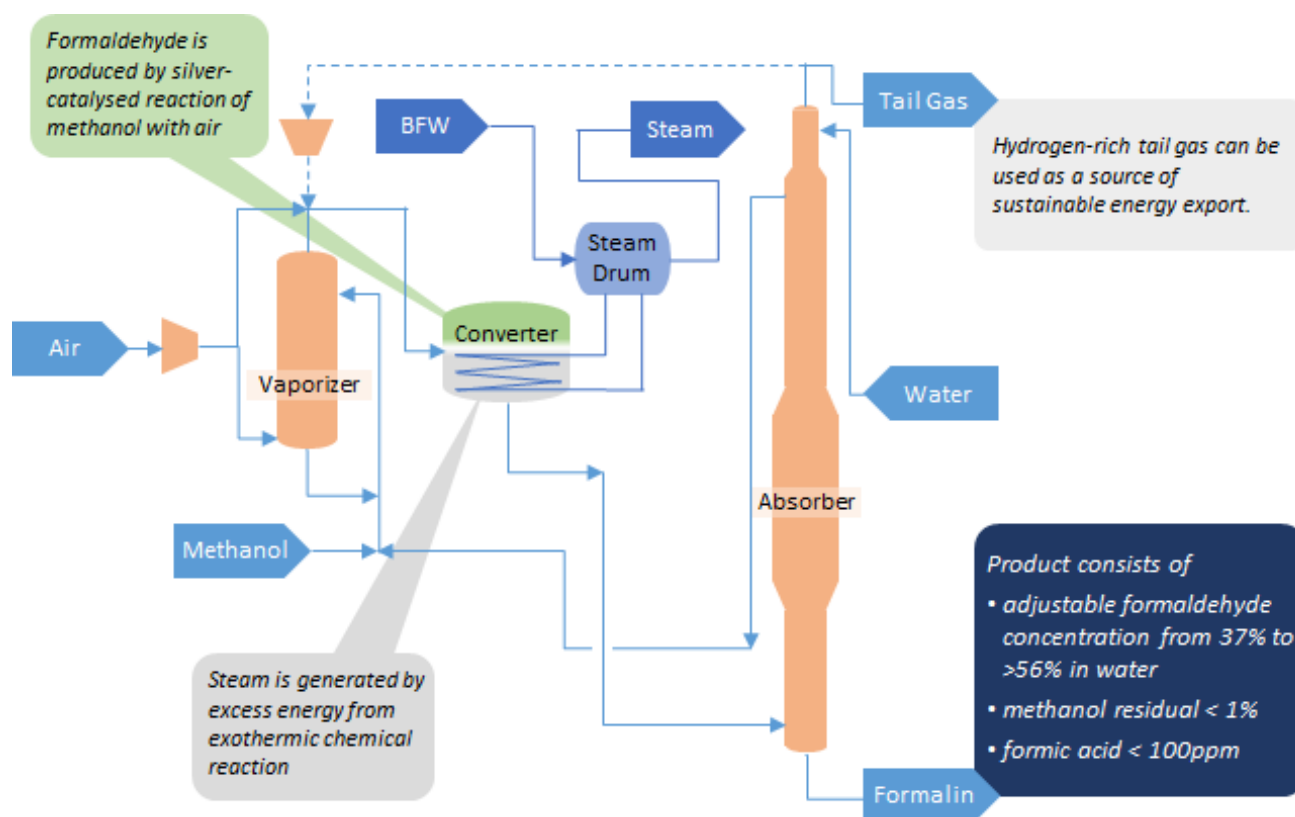 Formaldehyde is
produced by silver-
catalysed reaction of
methanol with air
BFW
Steam
Tail Gas
Hydrogen-rich tail gas can be
used as a source of
sustainable energy export.
Steam
Drum
Converter
Air
Vaporizer
Water
Absorber
Methanol
Product consists of
• adjustable formaldehyde
concentration from 37% to
>56% in water
• methanol residual < 1%
• formic acid < 100ppm
Steam is generated by
excess energy from
exothermic chemical
reaction
Formalin